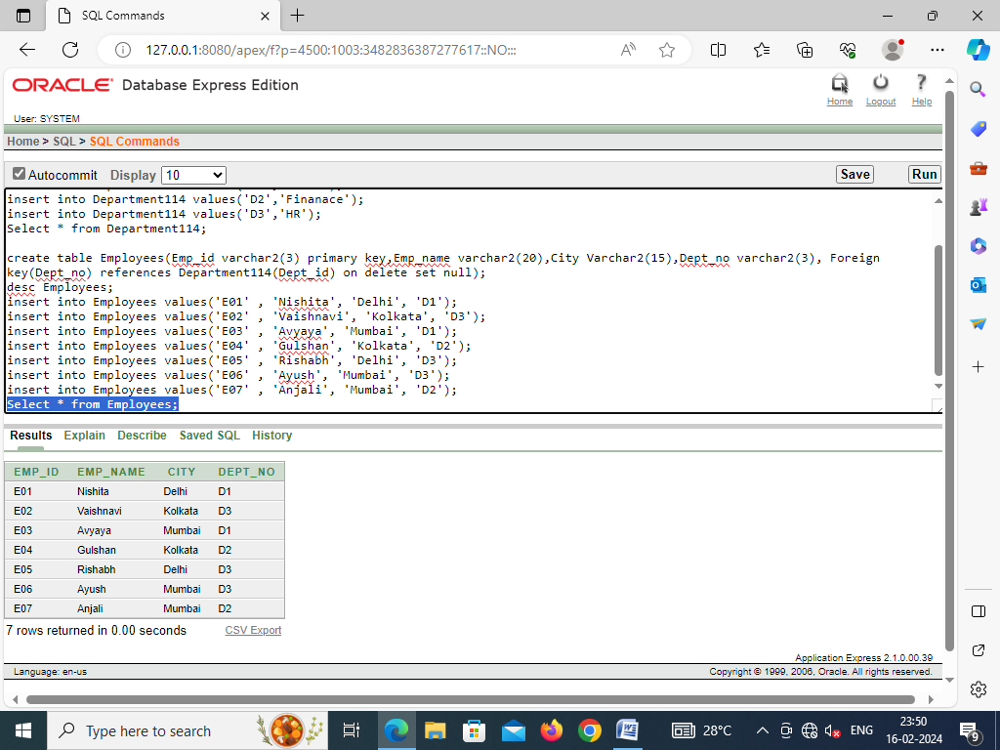 SQL Commands
127.0.0.1:8080/apex/f?p=4500:1003:3482836387277617::NO:::
ORACLE® Database Express Edition
Home Logout Help
User: SYSTEM
Home > SQL > SQL Commands
Autocommit Display 10 Save Run
insert into Department114 values('D2','Finanace');
insert into Department114 values('D3','HR');
Select * from Department114;
create table Employees(Emp_id varchar2(3) primary key,Emp_name varchar2(20),City Varchar2(15),Dept_no varchar2(3), Foreign
key(Dept_no) references Department114(Dept_id) on delete set null);
desc Employees;
insert into Employees values('E01' , 'Nishita', 'Delhi', 'D1');
insert into Employees values('E02' , 'Vaishnavi', 'Kolkata', 'D3');
insert into Employees values('E03' , 'Avyaya', 'Mumbai', 'D1');
insert into Employees values('E04' , 'Gulshan', 'Kolkata', 'D2');
insert into Employees values('E05' , 'Rishabh', 'Delhi', 'D3');
insert into Employees values('E06' , 'Ayush', 'Mumbai', 'D3');
insert into Employees values('E07' , 'Anjali', 'Mumbai', 'D2');
Select * from Employees;
Results Explain Describe Saved SQL History
EMP_ID EMP_NAME CITY DEPT_NO
E01 Nishita Delhi D1
E02 Vaishnavi Kolkata D3
E03 Avyaya Mumbai D1
E04 Gulshan Kolkata D2
E05 Rishabh Delhi D3
E06 Ayush Mumbai D3
E07 Anjali Mumbai D2
7 rows returned in 0.00 seconds CSV Export
Application Express 2.1.0.00.39
Language: en-us Copyright © 1999, 2006, Oracle. All rights reserved.
Type here to search 28°C ENG 23:50
16-02-2024 9